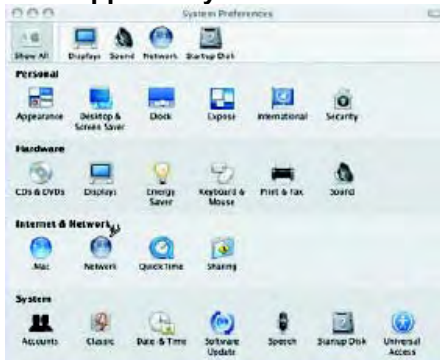 System Preferences
Show All Displays Sound Network Startup Disk
Personal
Appearance Desktop & Screen Saver Dock Expose International Security
Hardware
CDs & DVDs Displays Energy Saver Keyboard & Mouse Print & Fax Sound
Internet & Network
.Mac Network QuickTime Sharing
System
Accounts Classic Date & Time Software Update Speech Startup Disk Universal Access